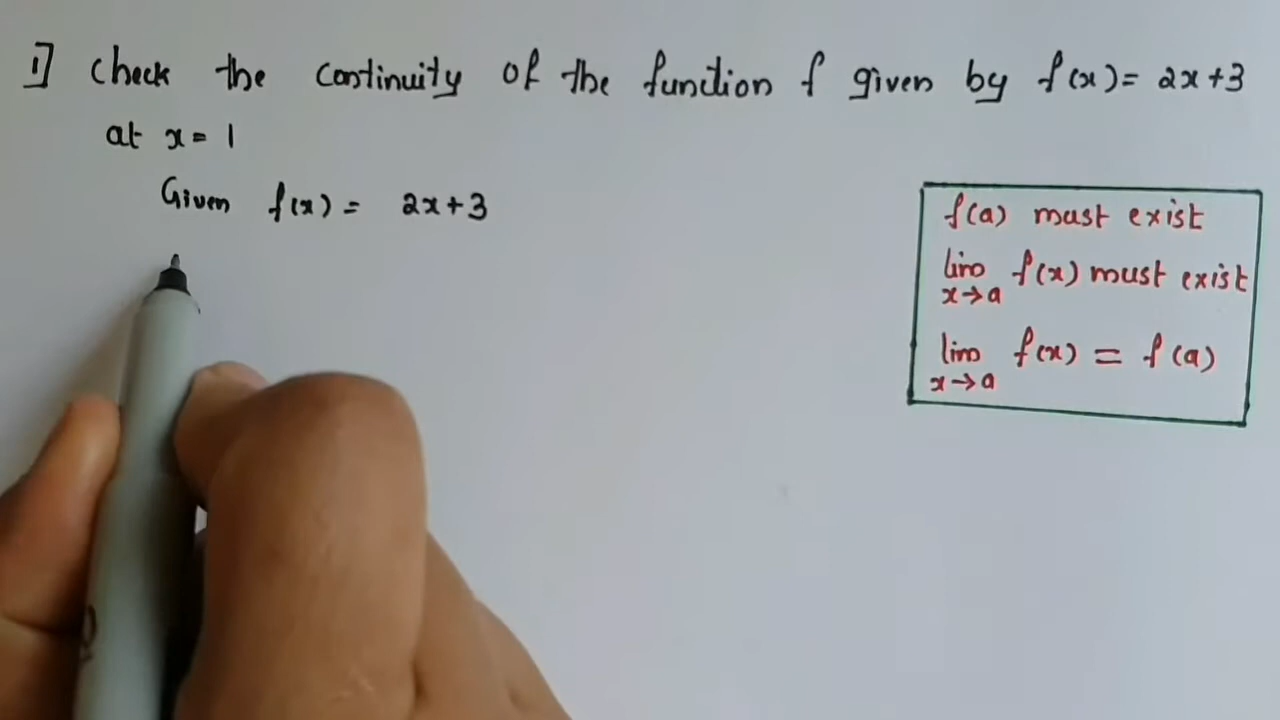 1] Check the continuity of the function f given by f(x)= 2x+3
at x = 1
Given f(x) = 2x+3
f(a) must exist
lim f(x) must exist
x→a
lim f(x) = f(a)
x→a